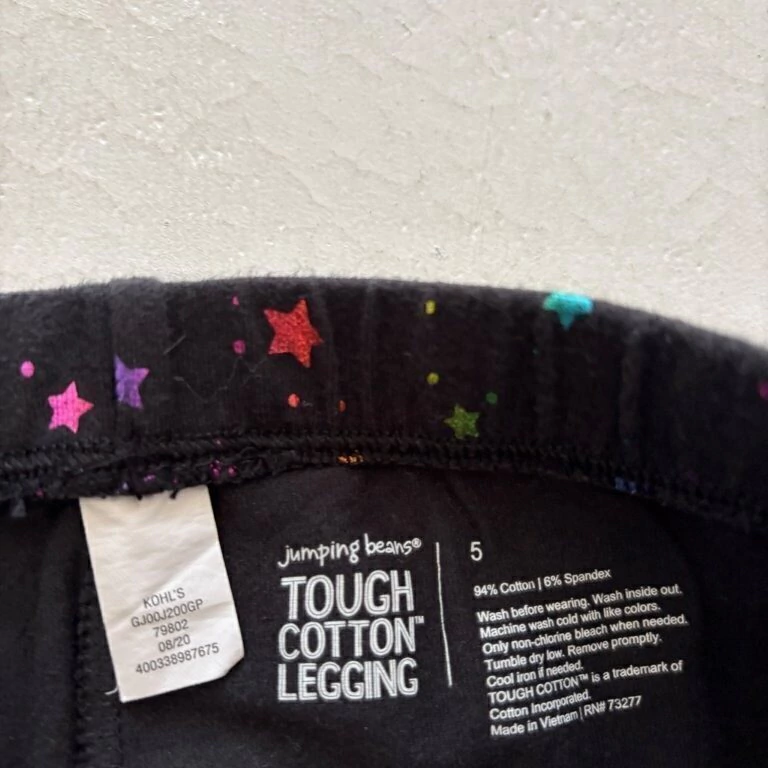 KOHL'S
GJ00J200GP
79802
08/20
400338987675
jumping beans®
TOUGH
COTTON™
LEGGING
5
94% Cotton | 6% Spandex
Wash before wearing. Wash inside out.
Machine wash cold with like colors.
Only non-chlorine bleach when needed.
Tumble dry low. Remove promptly.
Cool iron if needed.
TOUGH COTTON™ is a trademark of
Cotton Incorporated.
Made in Vietnam | RN# 73277